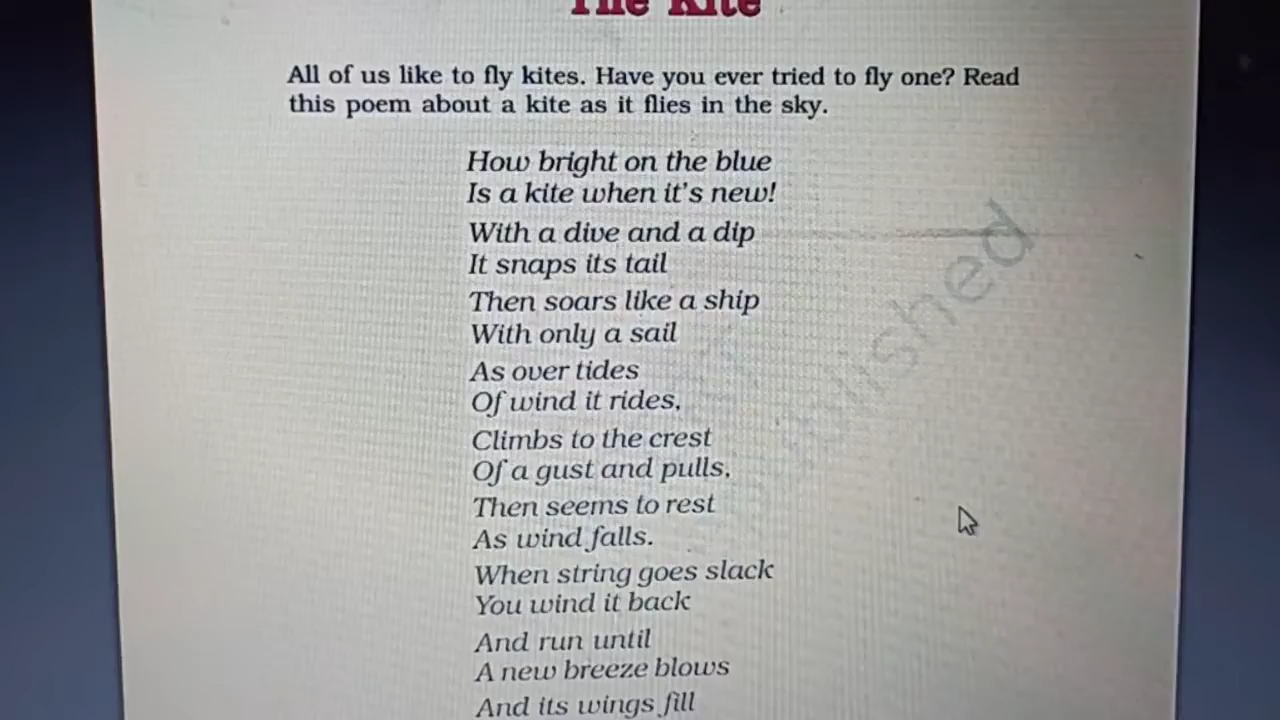 The Kite
All of us like to fly kites. Have you ever tried to fly one? Read
this poem about a kite as it flies in the sky.
How bright on the blue
Is a kite when it's new!
With a dive and a dip
It snaps its tail
Then soars like a ship
With only a sail
As over tides
Of wind it rides,
Climbs to the crest
Of a gust and pulls,
Then seems to rest
As wind falls.
When string goes slack
You wind it back
And run until
A new breeze blows
And its wings fill